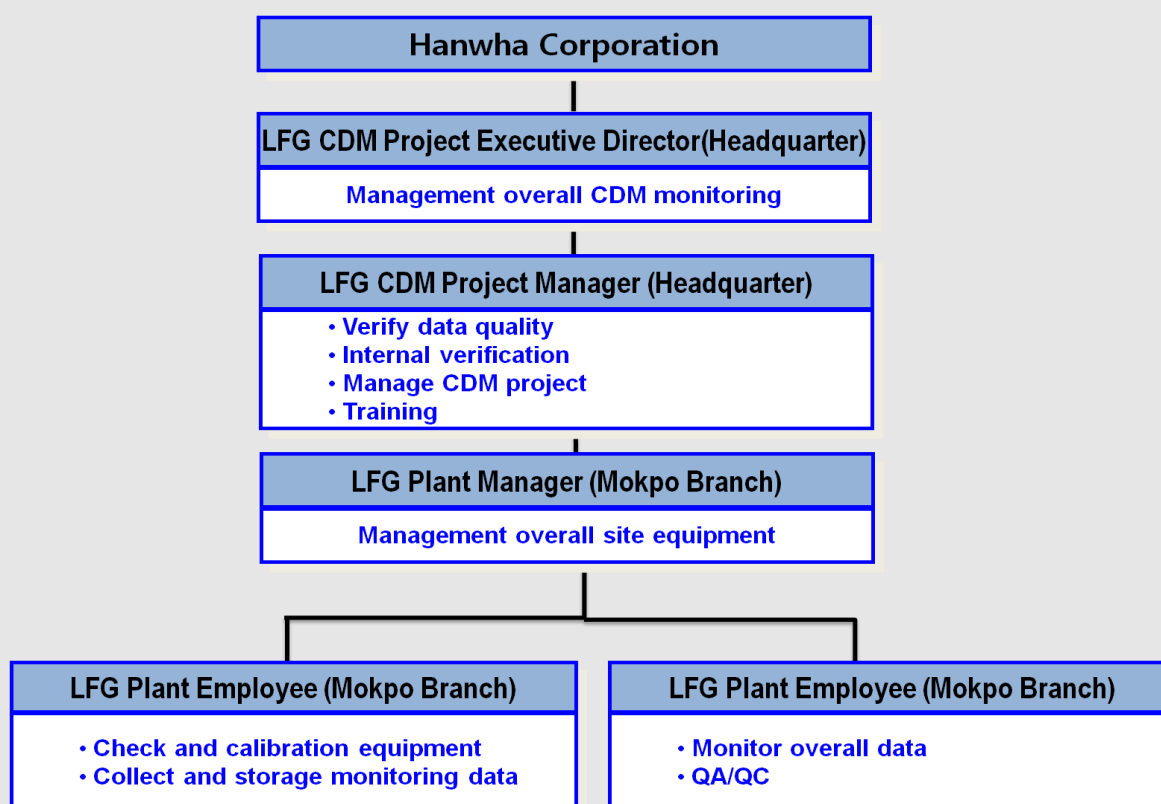 Hanwha Corporation
LFG CDM Project Executive Director(Headquarter)
Management overall CDM monitoring
LFG CDM Project Manager (Headquarter)
• Verify data quality
• Internal verification
• Manage CDM project
• Training
LFG Plant Manager (Mokpo Branch)
Management overall site equipment
LFG Plant Employee (Mokpo Branch)
• Check and calibration equipment
• Collect and storage monitoring data
LFG Plant Employee (Mokpo Branch)
• Monitor overall data
• QA/QC